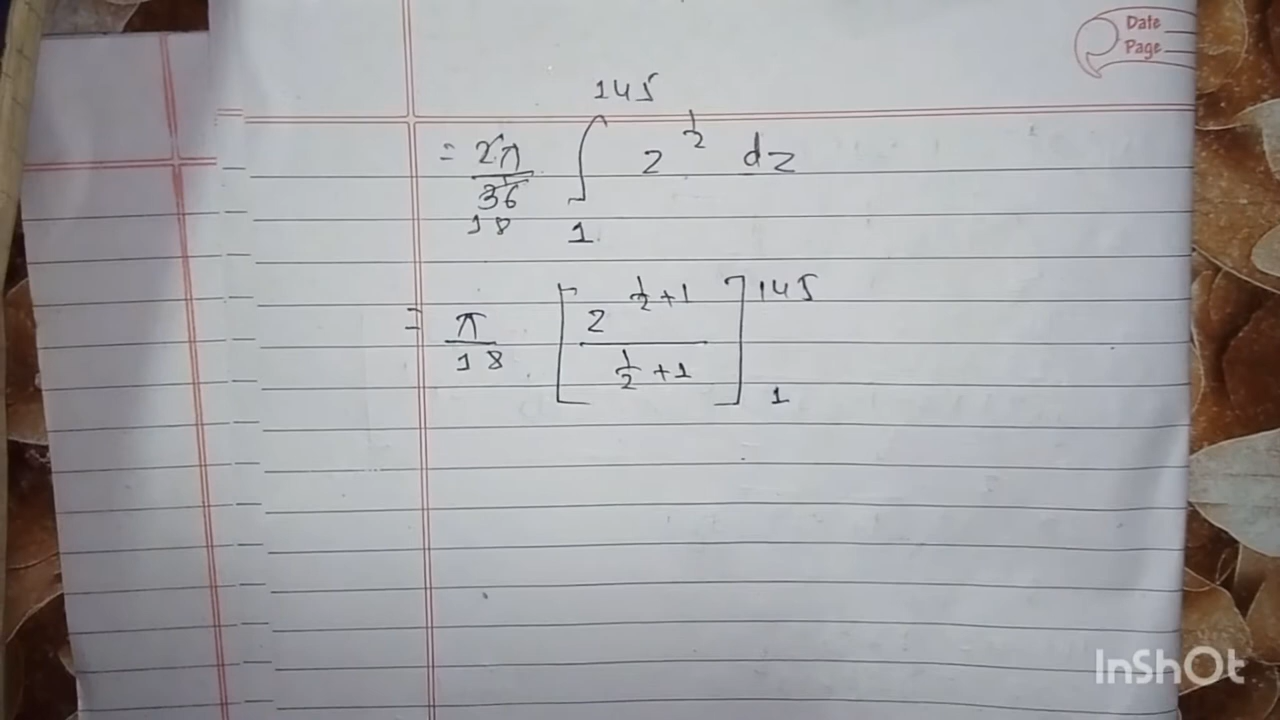 Date
Page
145
= 2π/36 ∫ z^1/2 dz
18 1
= π/18 [z^1/2+1 / 1/2+1] 145
1
InShOt